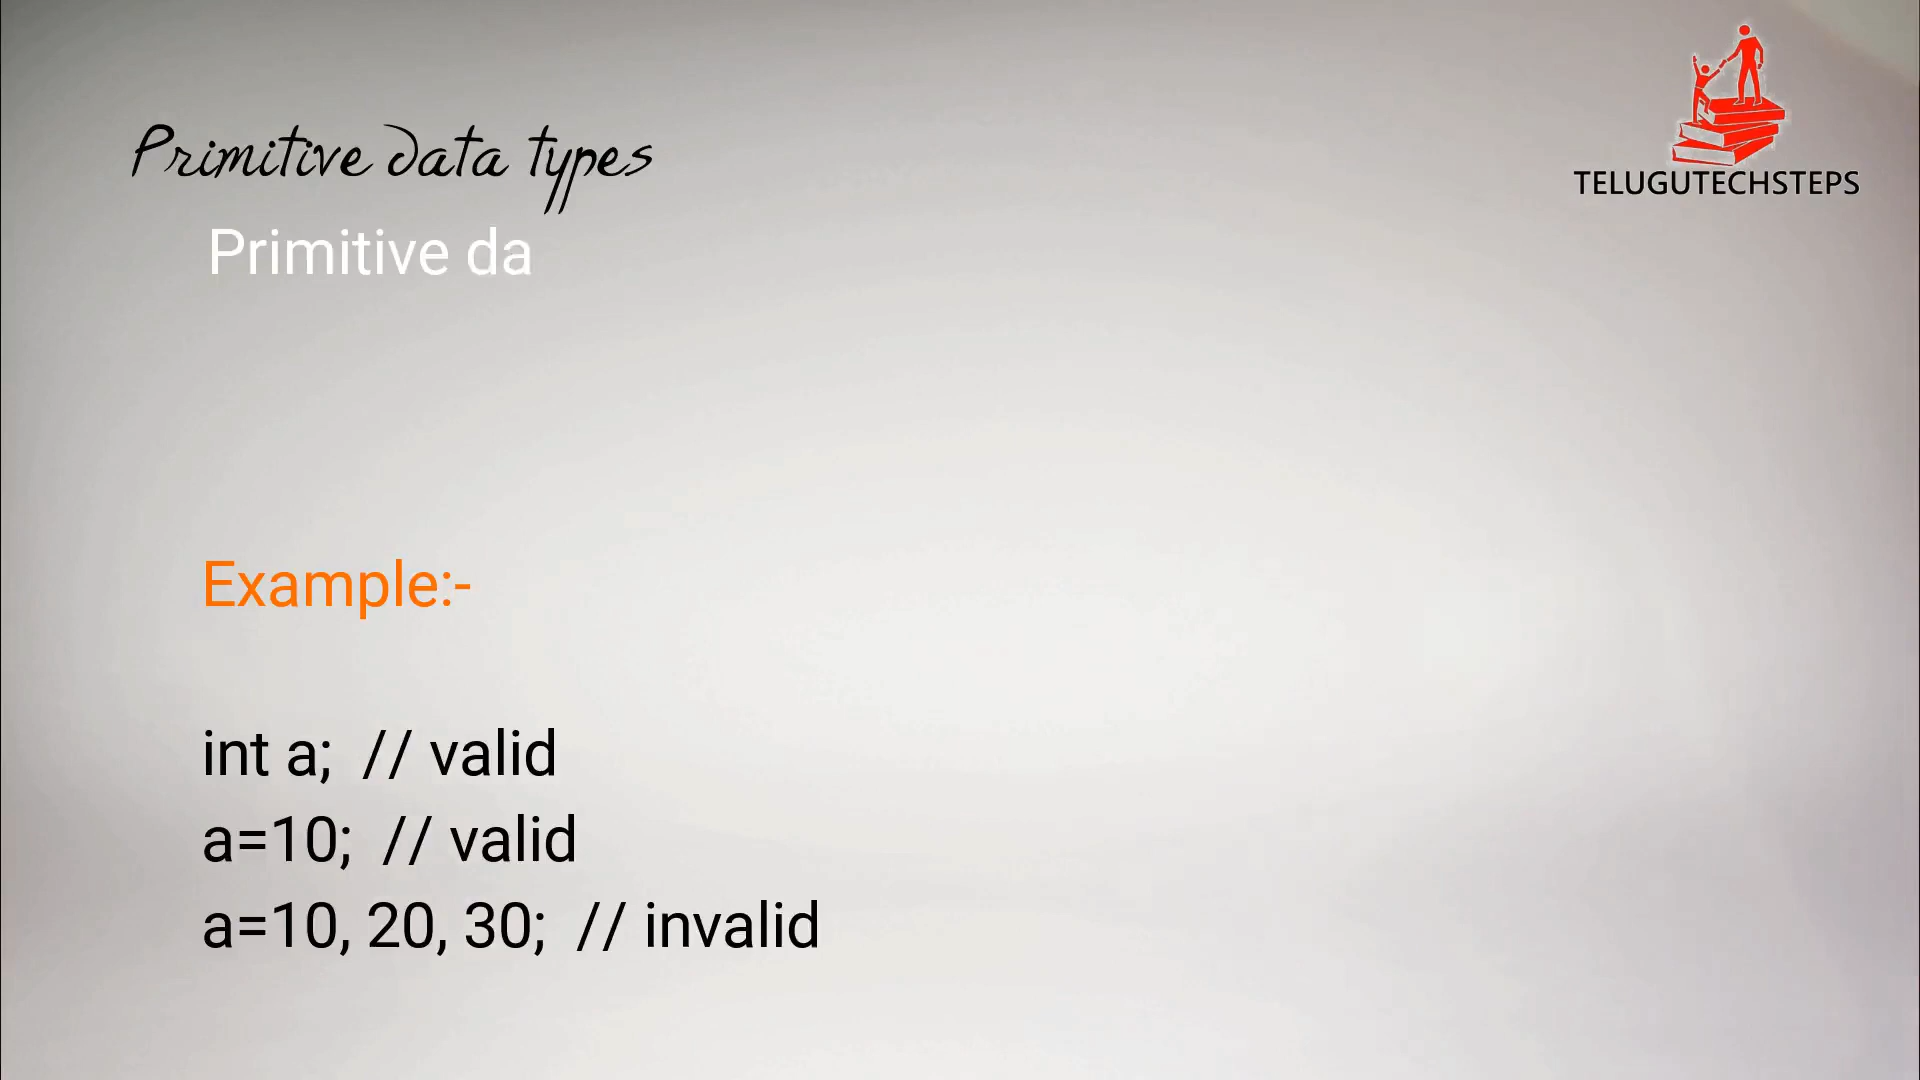 TELUGUTECHSTEPS
Primitive data types
Primitive da
Example:-
int a;  // valid
a=10;  // valid
a=10, 20, 30;  // invalid